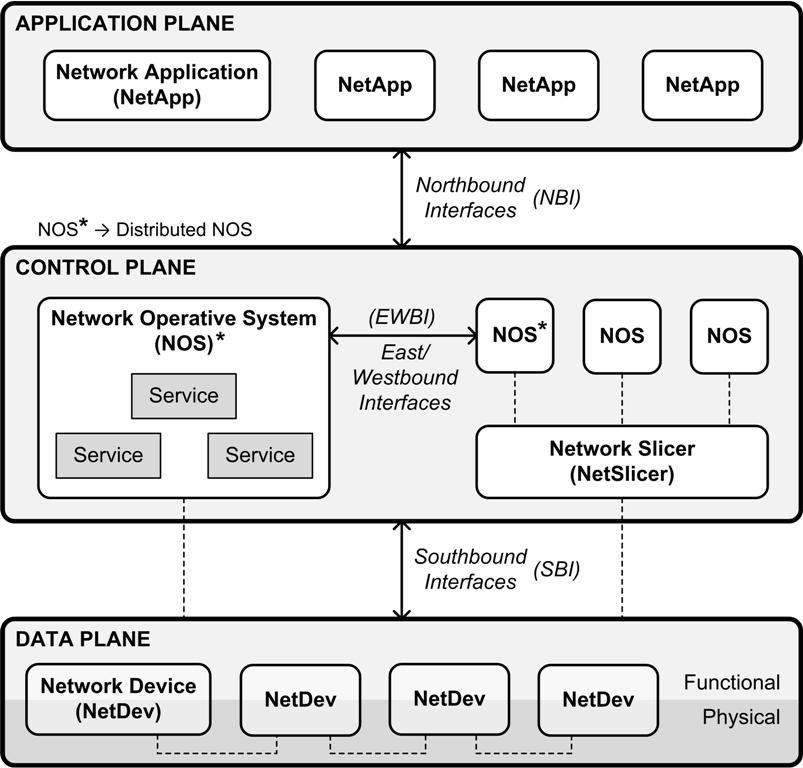 APPLICATION PLANE
Network Application
(NetApp)
NetApp
NetApp
NetApp
Northbound
Interfaces
(NBI)
NOS* → Distributed NOS
CONTROL PLANE
Network Operative System
(NOS)*
Service
Service
Service
(EWBI)
East/
Westbound
Interfaces
NOS*
NOS
NOS
Network Slicer
(NetSlicer)
Southbound
Interfaces
(SBI)
DATA PLANE
Network Device
(NetDev)
NetDev
NetDev
NetDev
Functional
Physical